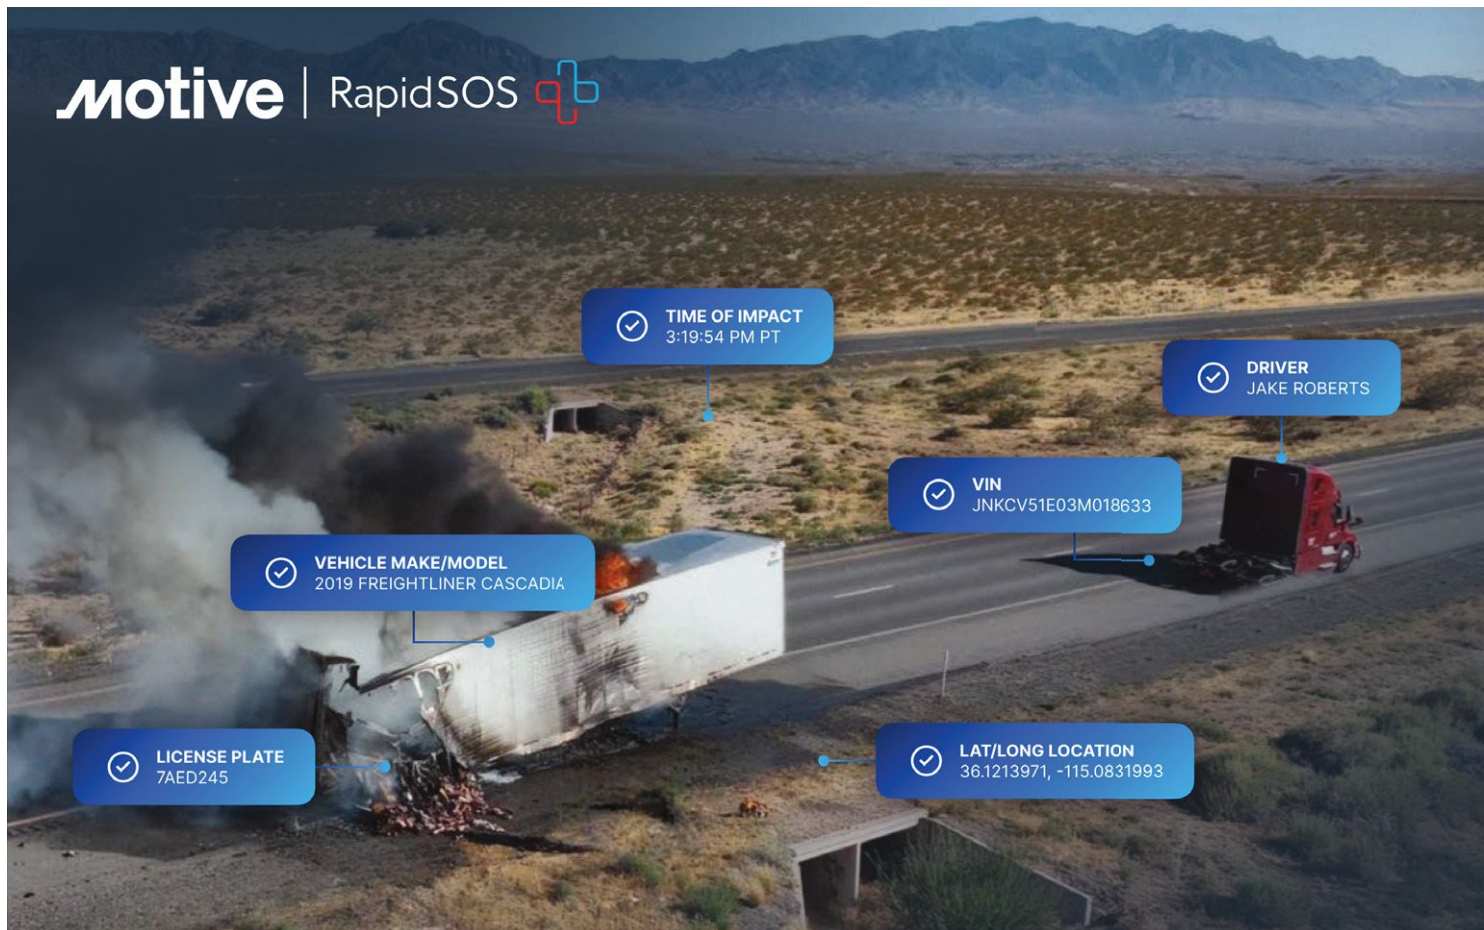 motive | RapidSOS
TIME OF IMPACT
3:19:54 PM PT
DRIVER
JAKE ROBERTS
VIN
JNKCV51E03M018633
VEHICLE MAKE/MODEL
2019 FREIGHTLINER CASCADIA
LICENSE PLATE
7AED245
LAT/LONG LOCATION
36.1213971, -115.0831993